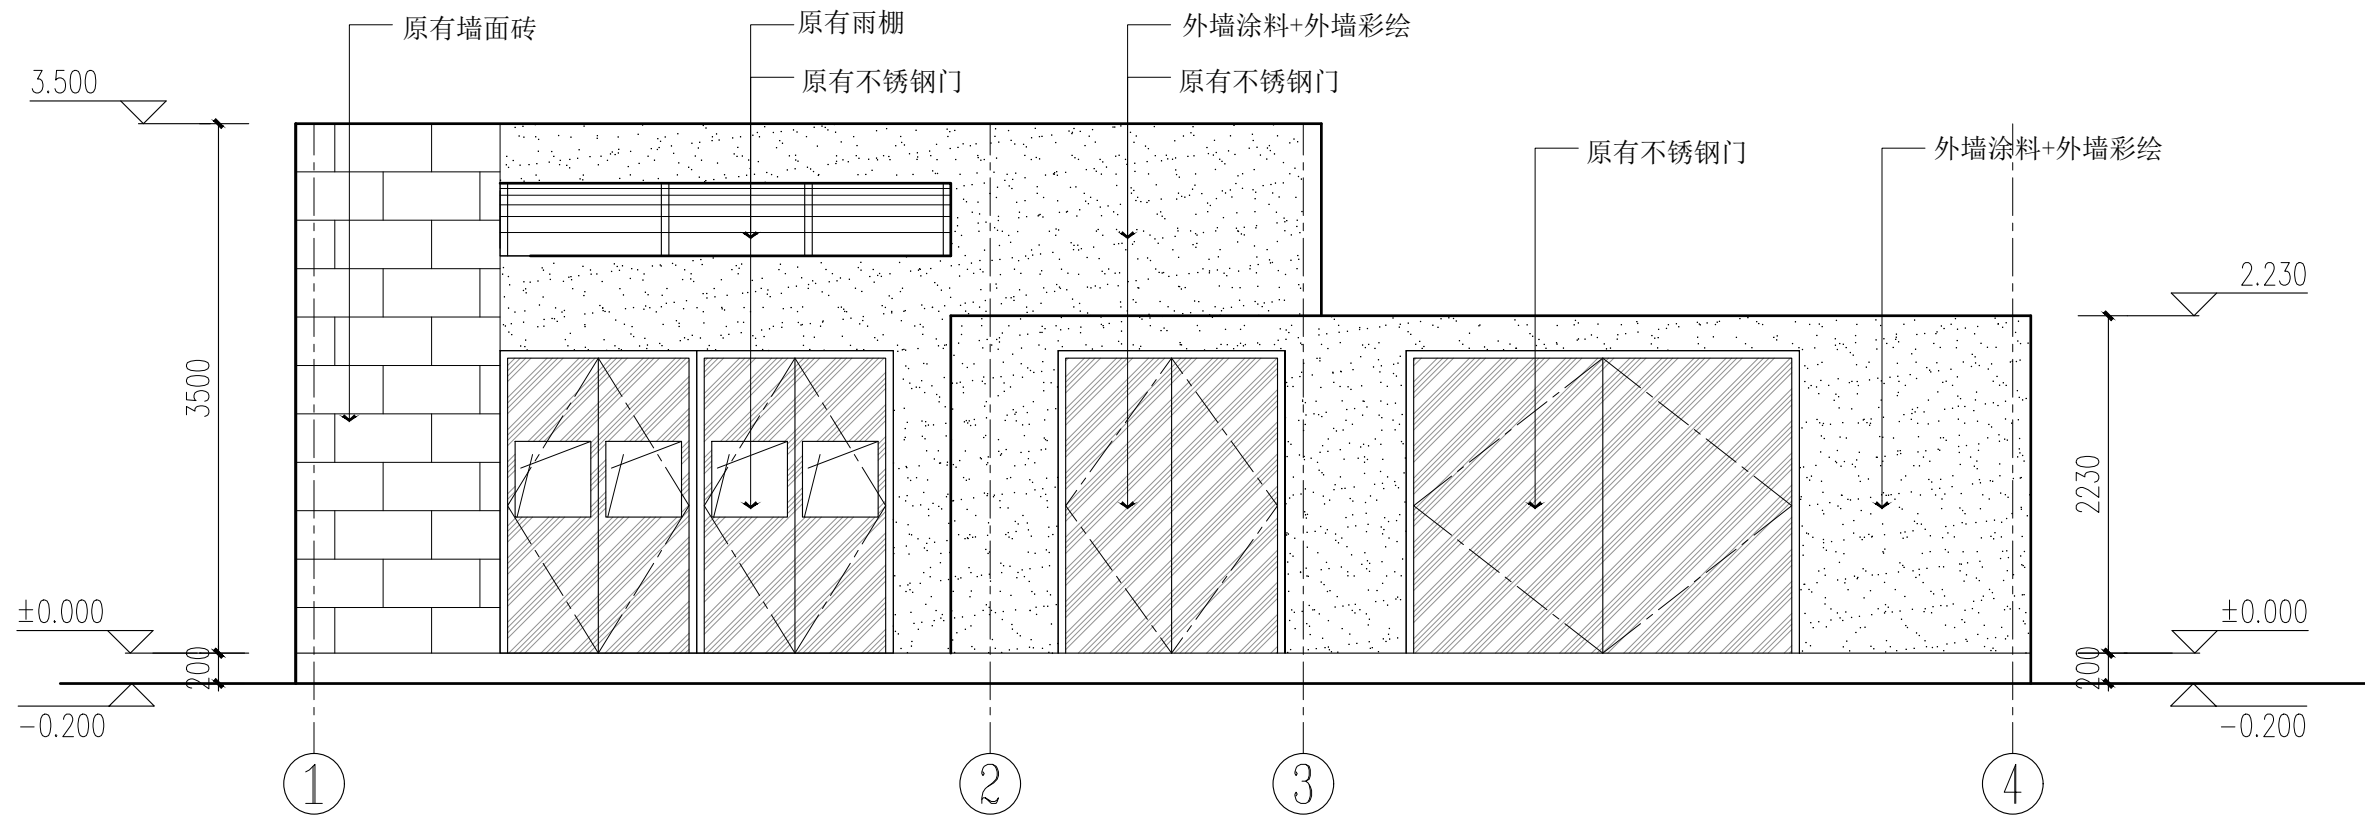 原有墙面砖
原有雨棚
外墙涂料+外墙彩绘
3.500
原有不锈钢门
原有不锈钢门
原有不锈钢门
外墙涂料+外墙彩绘
2.230
3500
2230
±0.000
±0.000
200
200
-0.200
-0.200
1
2
3
4